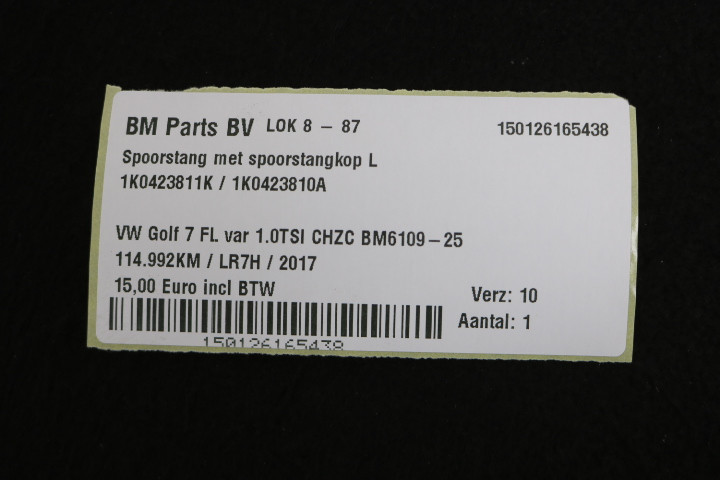 BM Parts BV LOK 8 - 87 150126165438
Spoorstang met spoorstangkop L
1K0423811K / 1K0423810A
VW Golf 7 FL var 1.0TSI CHZC BM6109-25
114.992KM / LR7H / 2017
15,00 Euro incl BTW
Verz: 10
Aantal: 1
150126165438